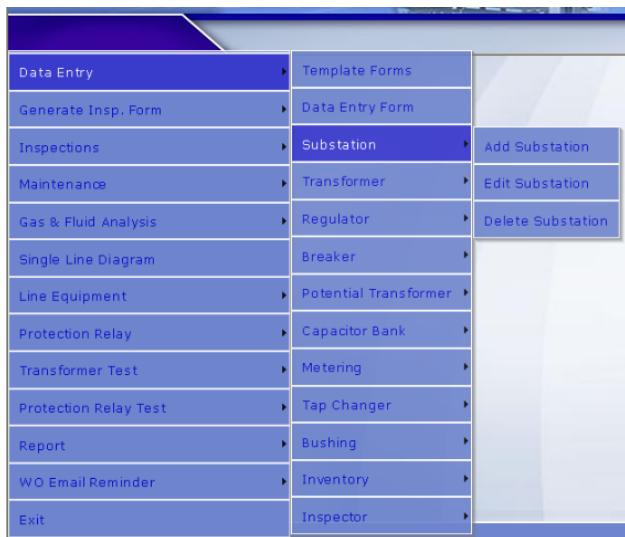 Data Entry
Generate Insp. Form
Inspections
Maintenance
Gas & Fluid Analysis
Single Line Diagram
Line Equipment
Protection Relay
Transformer Test
Protection Relay Test
Report
WO Email Reminder
Exit
Template Forms
Data Entry Form
Substation
Transformer
Regulator
Breaker
Potential Transformer
Capacitor Bank
Metering
Tap Changer
Bushing
Inventory
Inspector
Add Substation
Edit Substation
Delete Substation